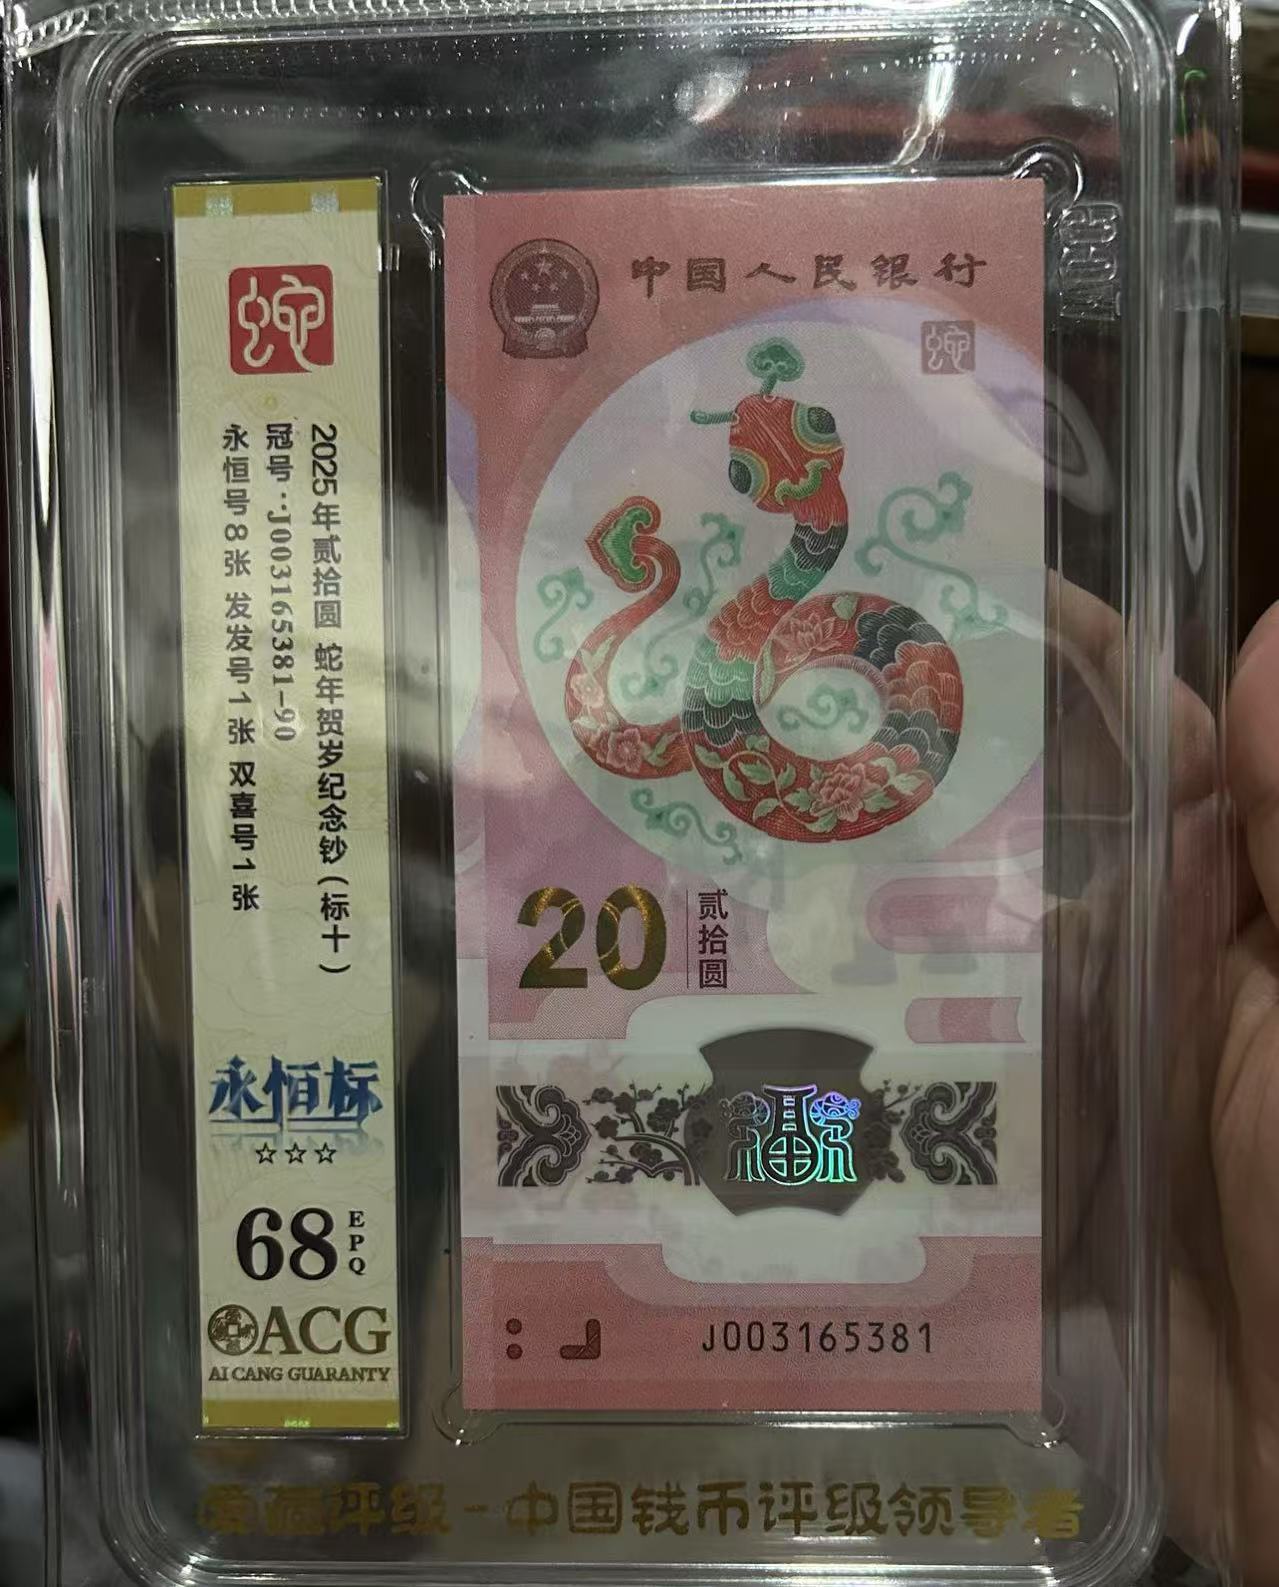 蛇
2025年贰拾圆 蛇年贺岁纪念钞(标十)
冠号:J003165381-90
永恒号8张 发发号1张 双喜号1张
永恒标
☆☆☆
68 EPQ
ACG
AI CANG GUARANTY
中国人民银行
蛇
20
贰拾圆
福
J003165381
爱藏评级-中国钱币评级领导者
ACG